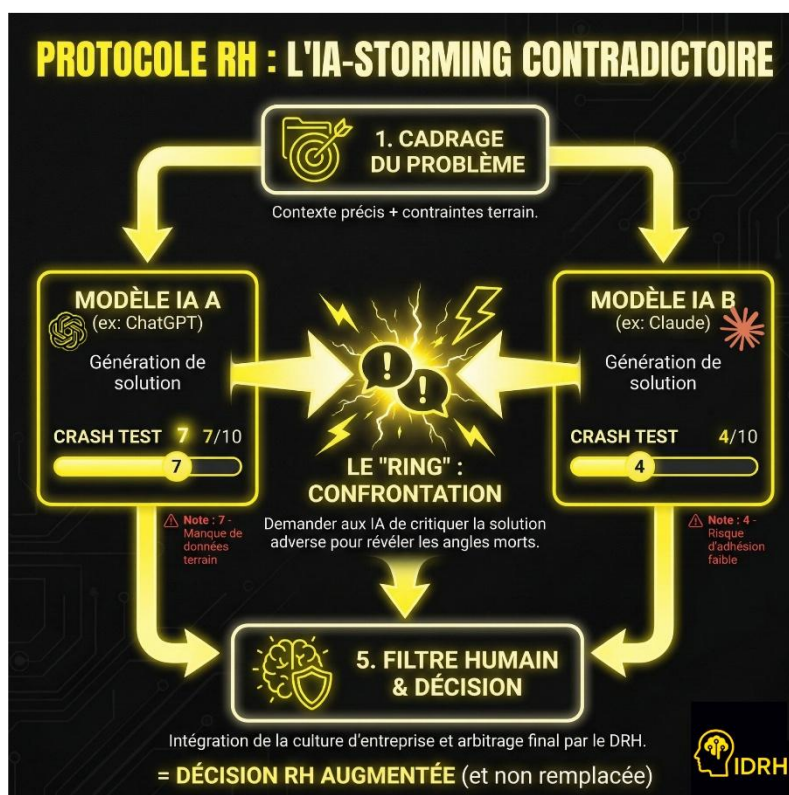 PROTOCOLE RH : L'IA-STORMING CONTRADICTOIRE
1. CADRAGE
DU PROBLÈME
Contexte précis + contraintes terrain.
MODÈLE IA A
(ex: ChatGPT)
Génération de
solution
CRASH TEST 7 7/10
7
Note : 7 -
Manque de
données
terrain
! !
LE "RING" :
CONFRONTATION
Demander aux IA de critiquer la solution
adverse pour révéler les angles morts.
MODÈLE IA B
(ex: Claude)
Génération de
solution
CRASH TEST 4/10
4
Note : 4 -
Risque
d'adhésion
faible
5. FILTRE HUMAIN
& DÉCISION
Intégration de la culture d'entreprise et arbitrage final par le DRH.
= DÉCISION RH AUGMENTÉE (et non remplacée)
IDRH